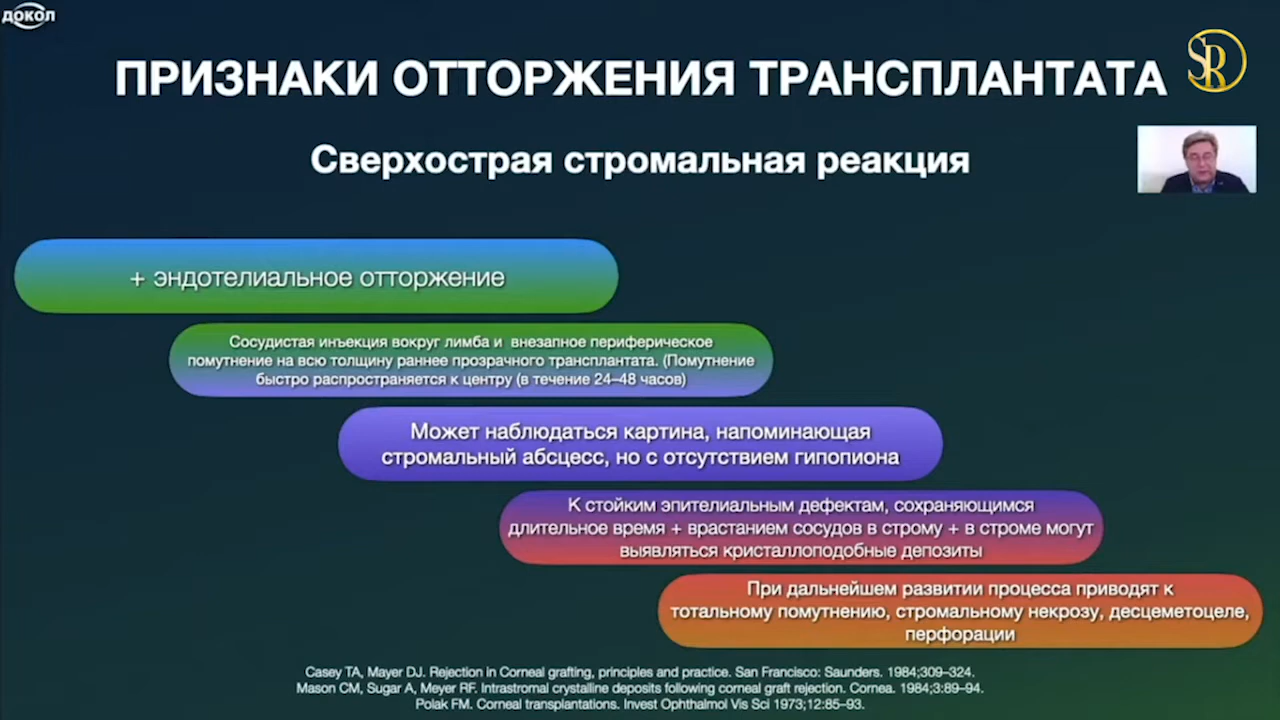 ДОКОЛ
SR
ПРИЗНАКИ ОТТОРЖЕНИЯ ТРАНСПЛАНТАТА
Сверхострая стромальная реакция
+ эндотелиальное отторжение
Сосудистая инъекция вокруг лимба и внезапное периферическое
помутнение на всю толщину раннее прозрачного трансплантата. (Помутнение
быстро распространяется к центру (в течение 24–48 часов)
Может наблюдаться картина, напоминающая
стромальный абсцесс, но с отсутствием гипопиона
К стойким эпителиальным дефектам, сохраняющимся
длительное время + врастанием сосудов в строму + в строме могут
выявляться кристаллоподобные депозиты
При дальнейшем развитии процесса приводят к
тотальному помутнению, стромальному некрозу, десцеметоцеле,
перфорации
Casey TA, Mayer DJ. Rejection in Corneal grafting, principles and practice. San Francisco: Saunders. 1984;309–324.
Mason CM, Sugar A, Meyer RF. Intrastromal crystalline deposits following corneal graft rejection. Cornea. 1984;3:89–94.
Polak FM. Corneal transplantations. Invest Ophthalmol Vis Sci 1973;12:85–93.